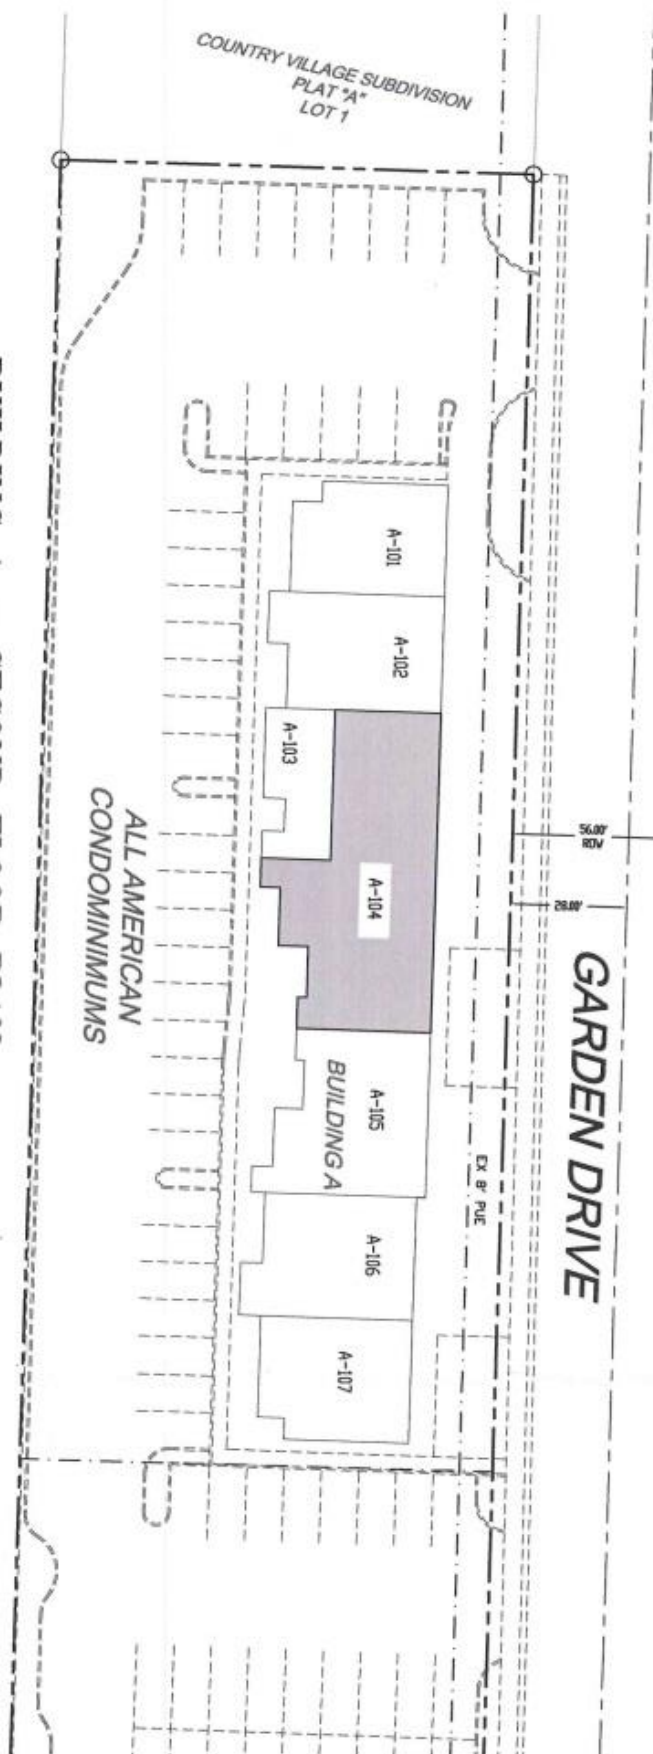 COUNTRY VILLAGE SUBDIVISION
PLAT "A"
LOT 1
A-101
A-102
A-103
A-104
56.00'
ROW
28.00'
GARDEN DRIVE
ALL AMERICAN
CONDOMINIMUMS
A-105
BUILDING A
EX 8' PUE
A-106
A-107